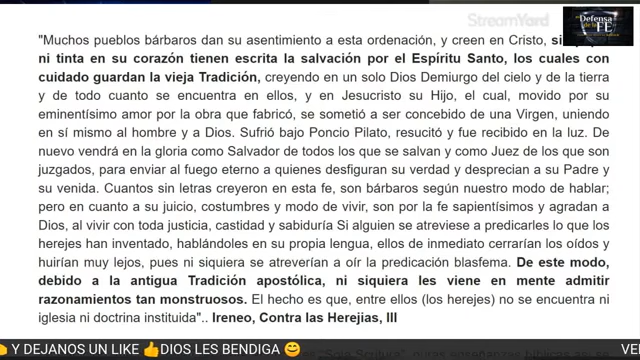 StreamYard
Defensa
de la
FE
"Muchos pueblos bárbaros dan su asentimiento a esta ordenación, y creen en Cristo,
ni tinta en su corazón tienen escrita la salvación por el Espíritu Santo, los cuales con
cuidado guardan la vieja Tradición, creyendo en un solo Dios Demiurgo del cielo y de la tierra
y de todo cuanto se encuentra en ellos, y en Jesucristo su Hijo, el cual, movido por su
eminentísimo amor por la obra que fabricó, se sometió a ser concebido de una Virgen, uniendo
en sí mismo al hombre y a Dios. Sufrió bajo Poncio Pilato, resucitó y fue recibido en la luz. De
nuevo vendrá en la gloria como Salvador de todos los que se salvan y como Juez de los que son
juzgados, para enviar al fuego eterno a quienes desfiguran su verdad y desprecian a su Padre y
su venida. Cuantos sin letras creyeron en esta fe, son bárbaros según nuestro modo de hablar;
pero en cuanto a su juicio, costumbres y modo de vivir, son por la fe sapientísimos y agradan a
Dios, al vivir con toda justicia, castidad y sabiduría Si alguien se atreviese a predicarles lo que los
herejes han inventado, hablándoles en su propia lengua, ellos de inmediato cerrarían los oídos y
huirían muy lejos, pues ni siquiera se atreverían a oír la predicación blasfema. De este modo,
debido a la antigua Tradición apostólica, ni siquiera les viene en mente admitir
razonamientos tan monstruosos. El hecho es que, entre ellos (los herejes) no se encuentra ni
iglesia ni doctrina instituida".. Ireneo, Contra las Herejias, III
Y DEJANOS UN LIKE 👍DIOS LES BENDIGA 😊